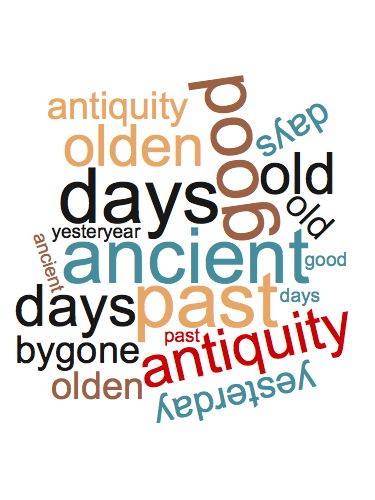 good
antiquity
days
olden
old
days
old
yesteryear
ancient
ancient
good
days
past
days
past
antiquity
bygone
olden
yesterday